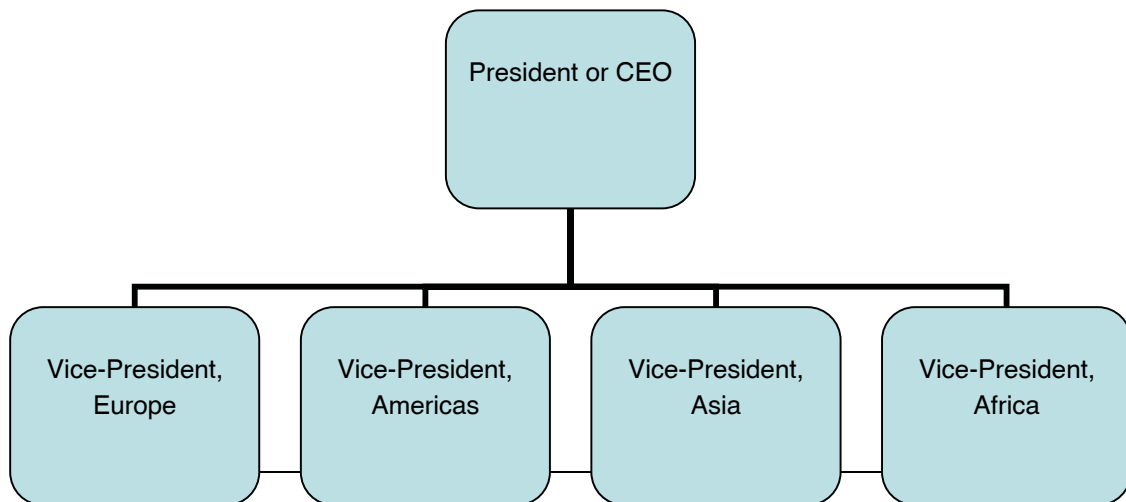 President or CEO
Vice-President,
Europe
Vice-President,
Americas
Vice-President,
Asia
Vice-President,
Africa